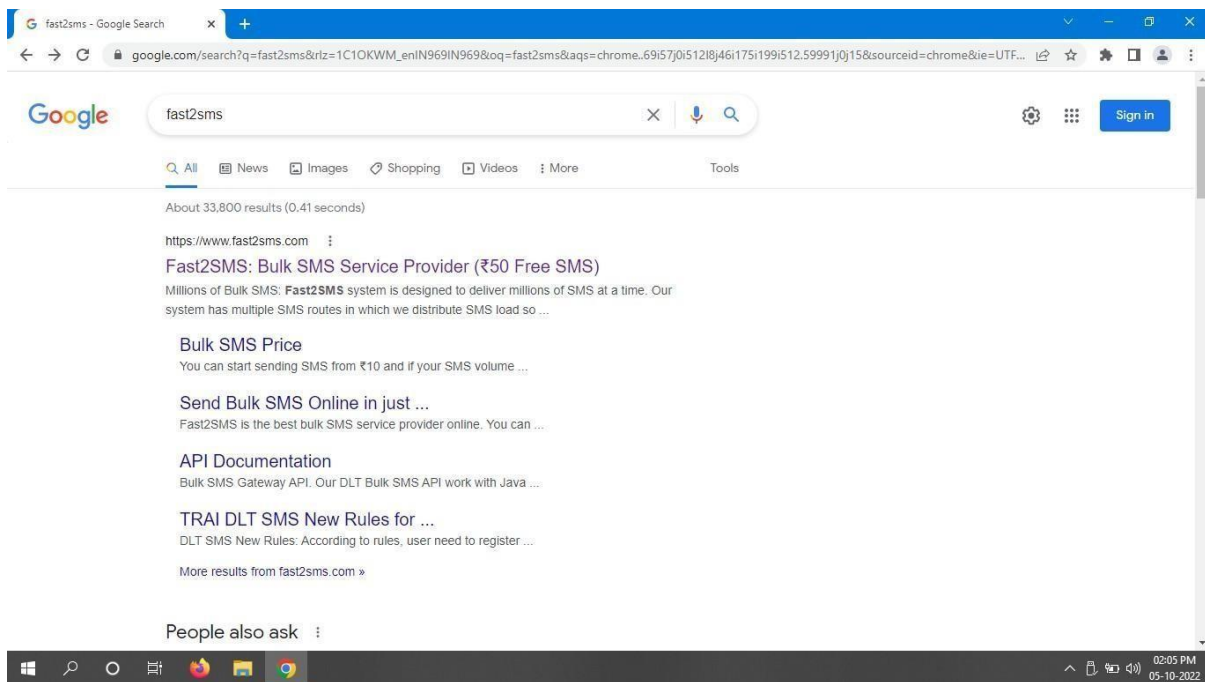 fast2sms - Google Search
google.com/search?q=fast2sms&rlz=1C1OKWM_enIN969IN969&oq=fast2sms&aqs=chrome..69i57j0i512l8j46i175i199i512.59991j0j15&sourceid=chrome&ie=UTF...
Google
fast2sms
Sign in
All News Images Shopping Videos More Tools
About 33,800 results (0.41 seconds)
https://www.fast2sms.com
Fast2SMS: Bulk SMS Service Provider (₹50 Free SMS)
Millions of Bulk SMS: Fast2SMS system is designed to deliver millions of SMS at a time. Our
system has multiple SMS routes in which we distribute SMS load so ...
Bulk SMS Price
You can start sending SMS from ₹10 and if your SMS volume ...
Send Bulk SMS Online in just ...
Fast2SMS is the best bulk SMS service provider online. You can ...
API Documentation
Bulk SMS Gateway API. Our DLT Bulk SMS API work with Java ...
TRAI DLT SMS New Rules for ...
DLT SMS New Rules: According to rules, user need to register ...
More results from fast2sms.com »
People also ask
02:05 PM
05-10-2022